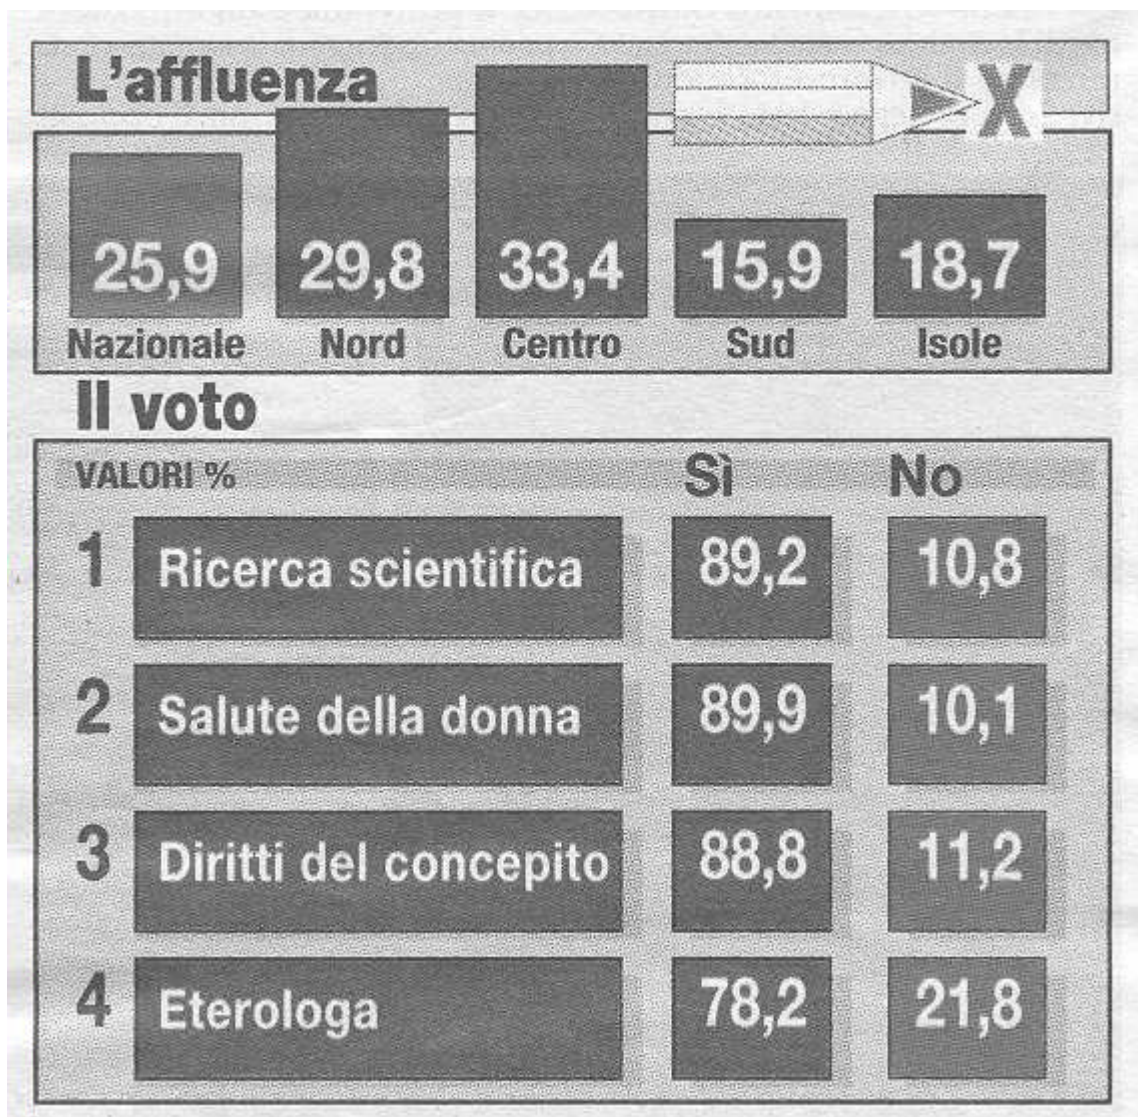 L'affluenza
X
25,9 29,8 33,4 15,9 18,7
Nazionale Nord Centro Sud Isole
Il voto
VALORI % Sì No
1 Ricerca scientifica 89,2 10,8
2 Salute della donna 89,9 10,1
3 Diritti del concepito 88,8 11,2
4 Eterologa 78,2 21,8